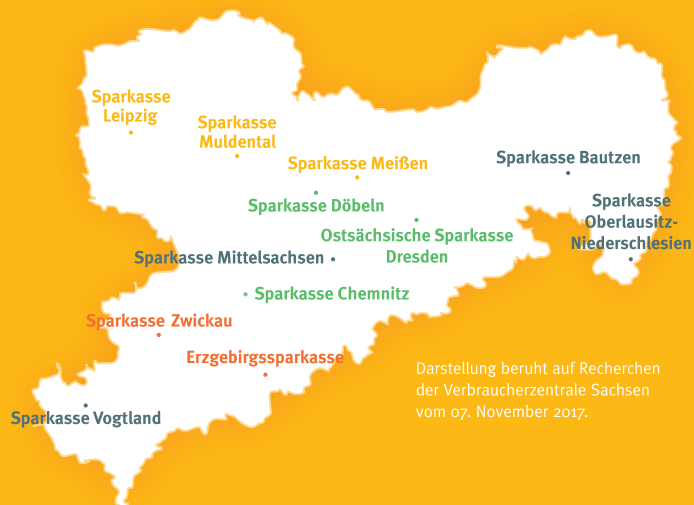 Sparkasse
Leipzig
Sparkasse
Muldental
Sparkasse Meißen
Sparkasse Bautzen
Sparkasse Döbeln
Sparkasse
Oberlausitz-
Niederschlesien
Ostsächsische Sparkasse
Dresden
Sparkasse Mittelsachsen
Sparkasse Chemnitz
Sparkasse Zwickau
Erzgebirgssparkasse
Sparkasse Vogtland
Darstellung beruht auf Recherchen
der Verbraucherzentrale Sachsen
vom 07. November 2017.